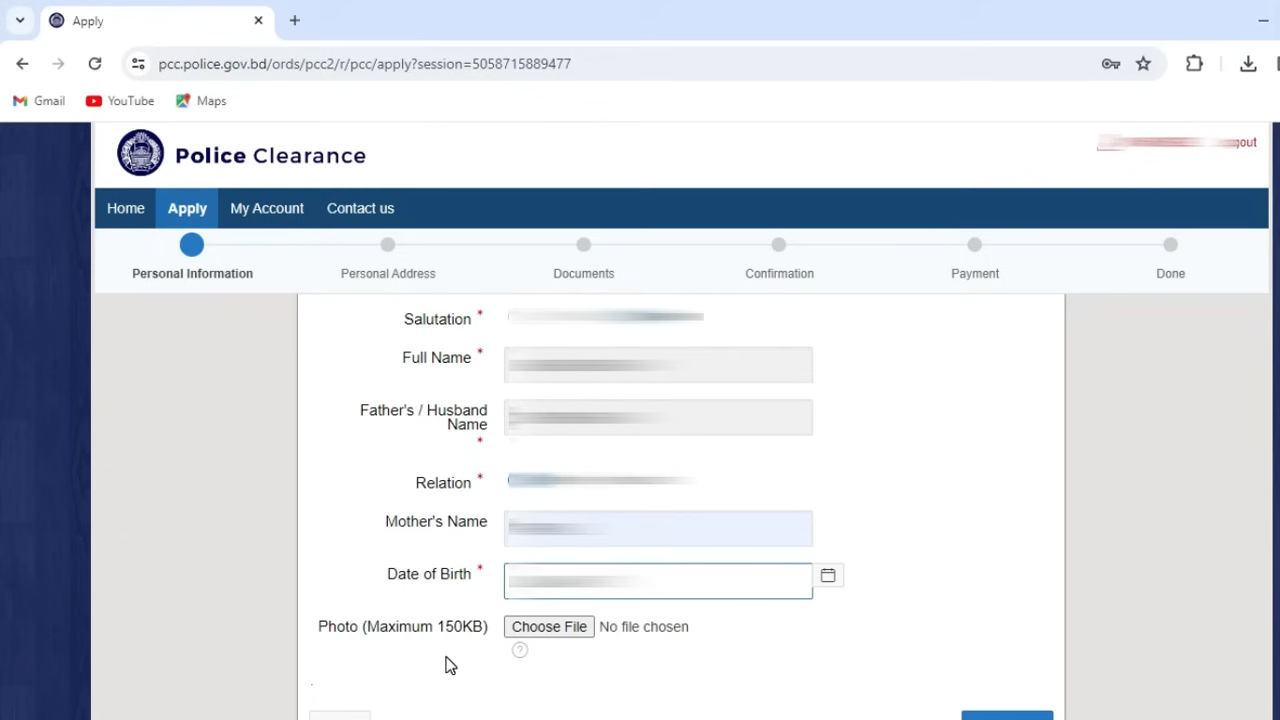 Apply
pcc.police.gov.bd/ords/pcc2/r/pcc/apply?session=5058715889477
Gmail YouTube Maps
Police Clearance
Home Apply My Account Contact us
Personal Information Personal Address Documents Confirmation Payment Done
Salutation *
Full Name *
Father's / Husband
Name
*
Relation *
Mother's Name
Date of Birth *
Photo (Maximum 150KB) Choose File No file chosen
?